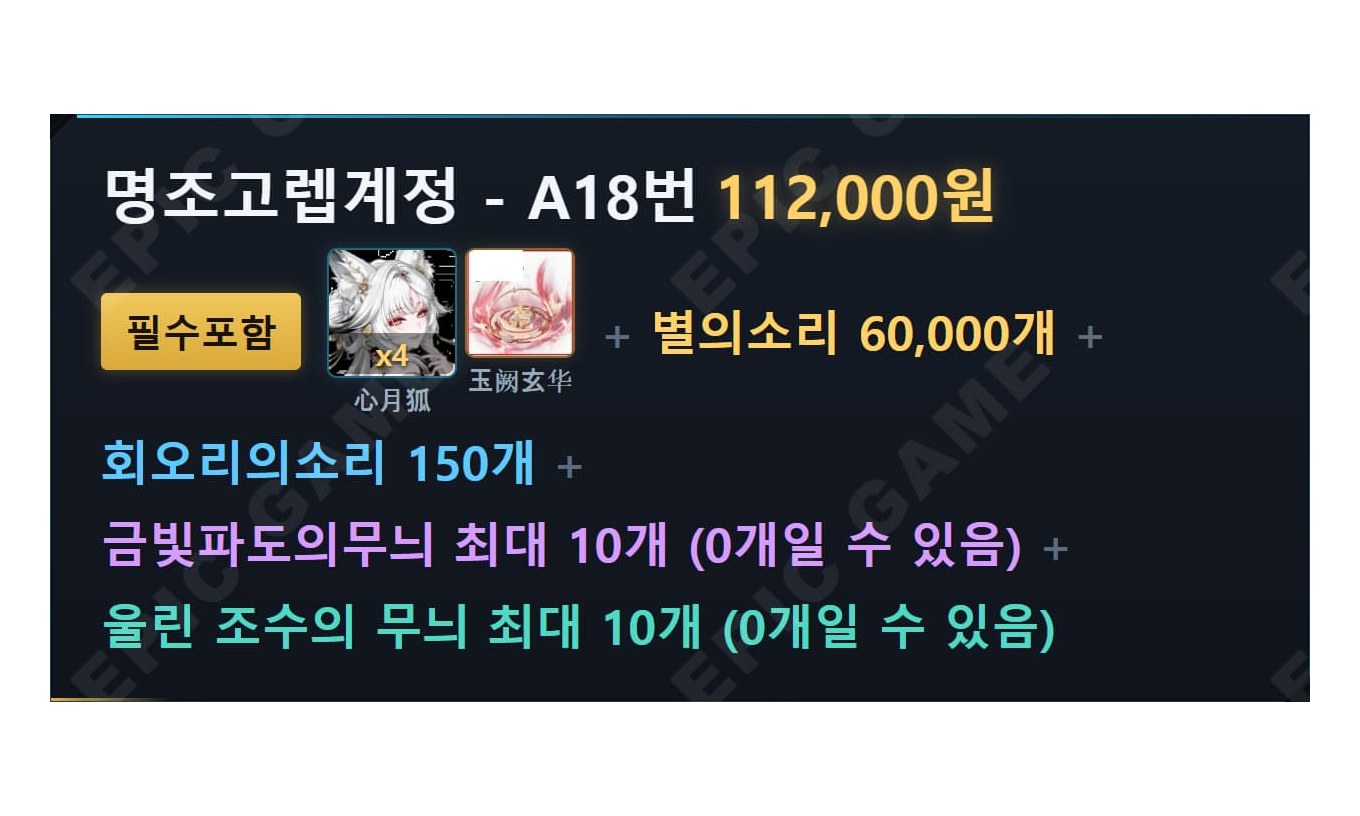 명조고렙계정 - A18번 112,000원
필수포함 x4 心月狐 玉阙玄华 + 별의소리 60,000개 +
회오리의소리 150개 +
금빛파도의무늬 최대 10개 (0개일 수 있음) +
울린 조수의 무늬 최대 10개 (0개일 수 있음)
EPIC GAME